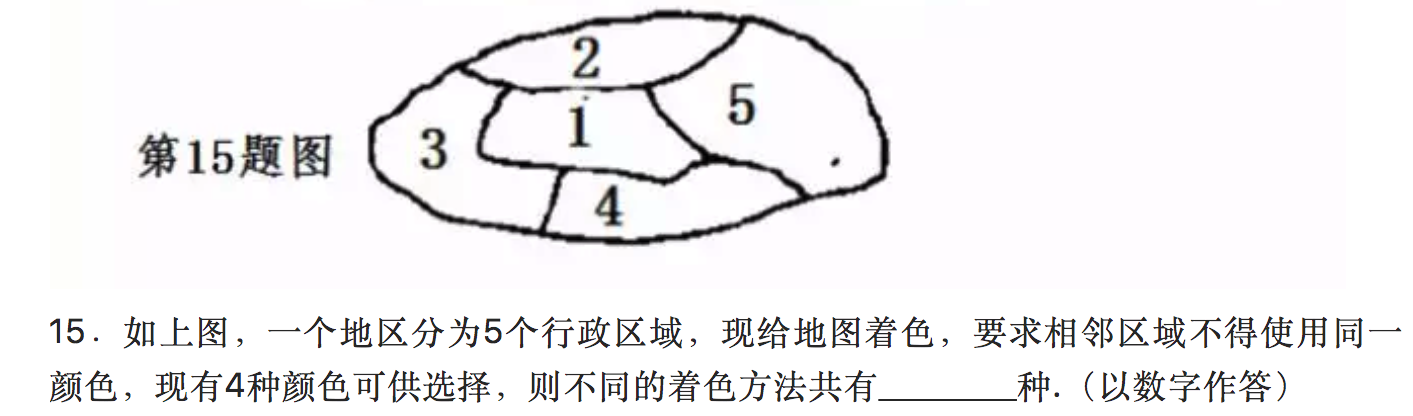 2
5
1
第15题图
3
4
15．如上图，一个地区分为5个行政区域，现给地图着色，要求相邻区域不得使用同一
颜色，现有4种颜色可供选择，则不同的着色方法共有________种.（以数字作答）